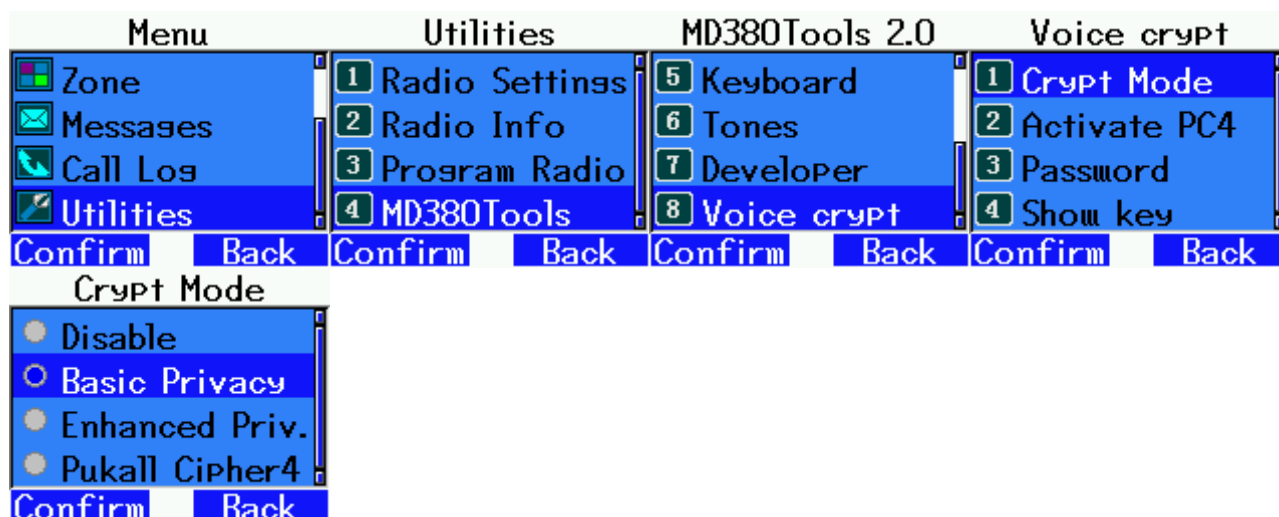 Menu
Zone
Messages
Call Log
Utilities
Confirm Back
Utilities
1 Radio Settings
2 Radio Info
3 Program Radio
4 MD380Tools
Confirm Back
MD380Tools 2.0
5 Keyboard
6 Tones
7 Developer
8 Voice crypt
Confirm Back
Voice crypt
1 Crypt Mode
2 Activate PC4
3 Password
4 Show key
Confirm Back
Crypt Mode
Disable
Basic Privacy
Enhanced Priv.
Pukall Cipher4
Confirm Back